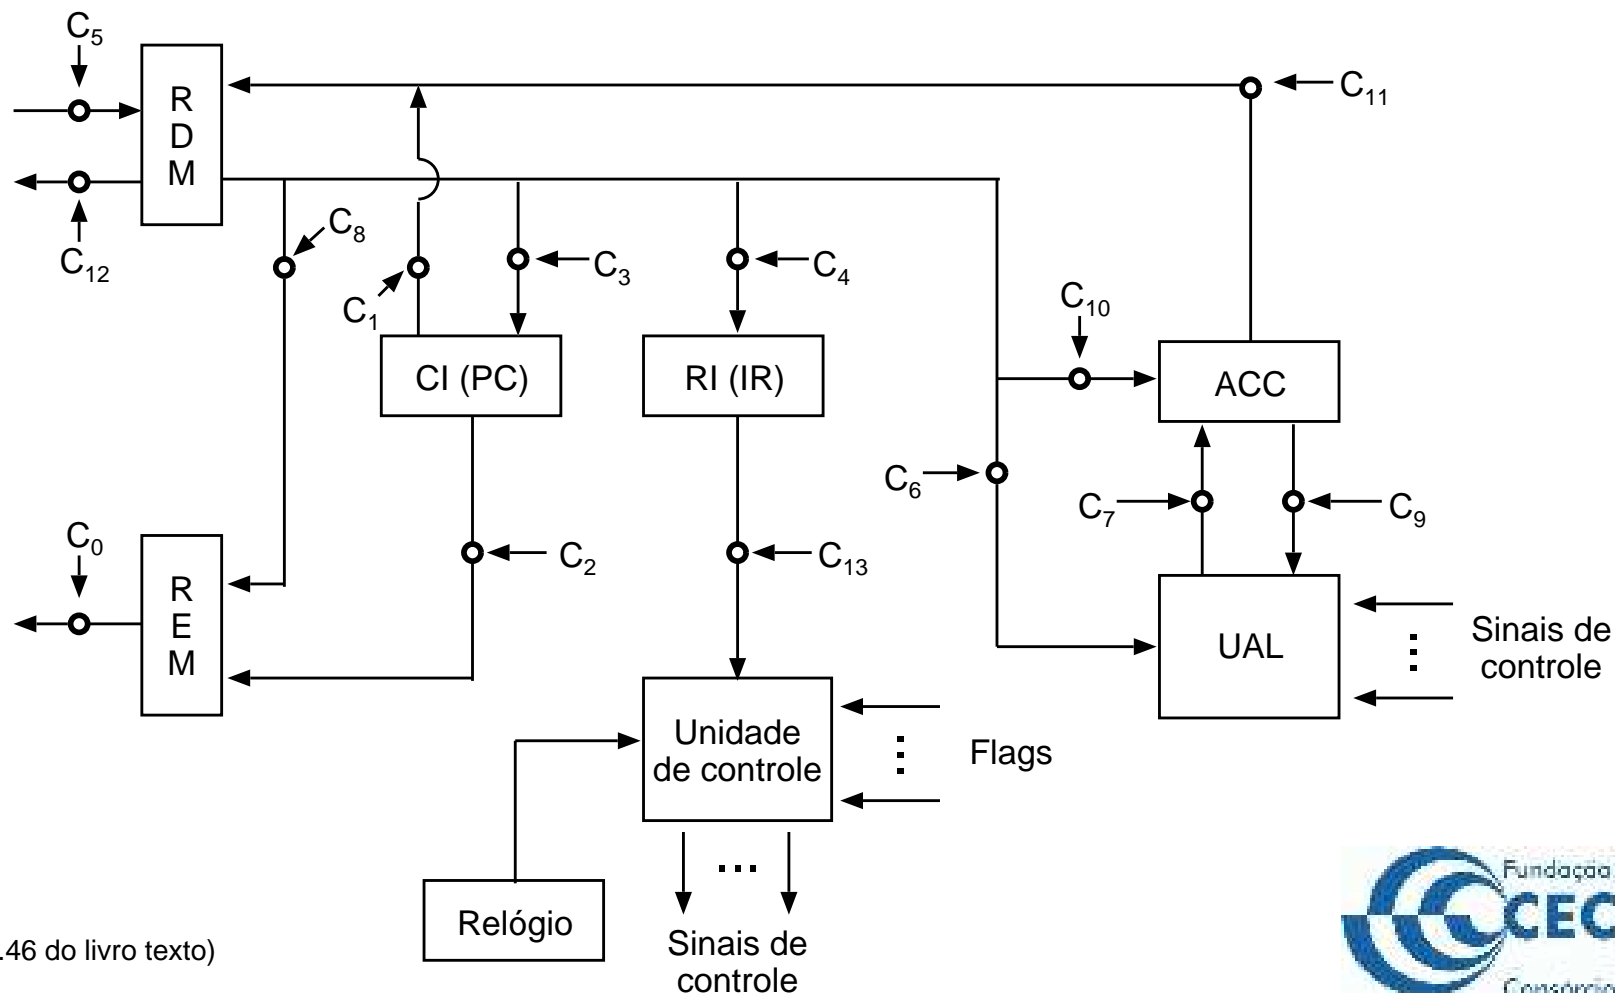 C5
R
D
M
C11
C12
C8
C1
C3
C4
C10
CI (PC)
RI (IR)
ACC
C6
C7
C9
C0
R
E
M
C2
C13
UAL
Sinais de
controle
Unidade
de controle
Flags
Relógio
Sinais de
controle
.46 do livro texto)
Fundação
CEC
Consórcio